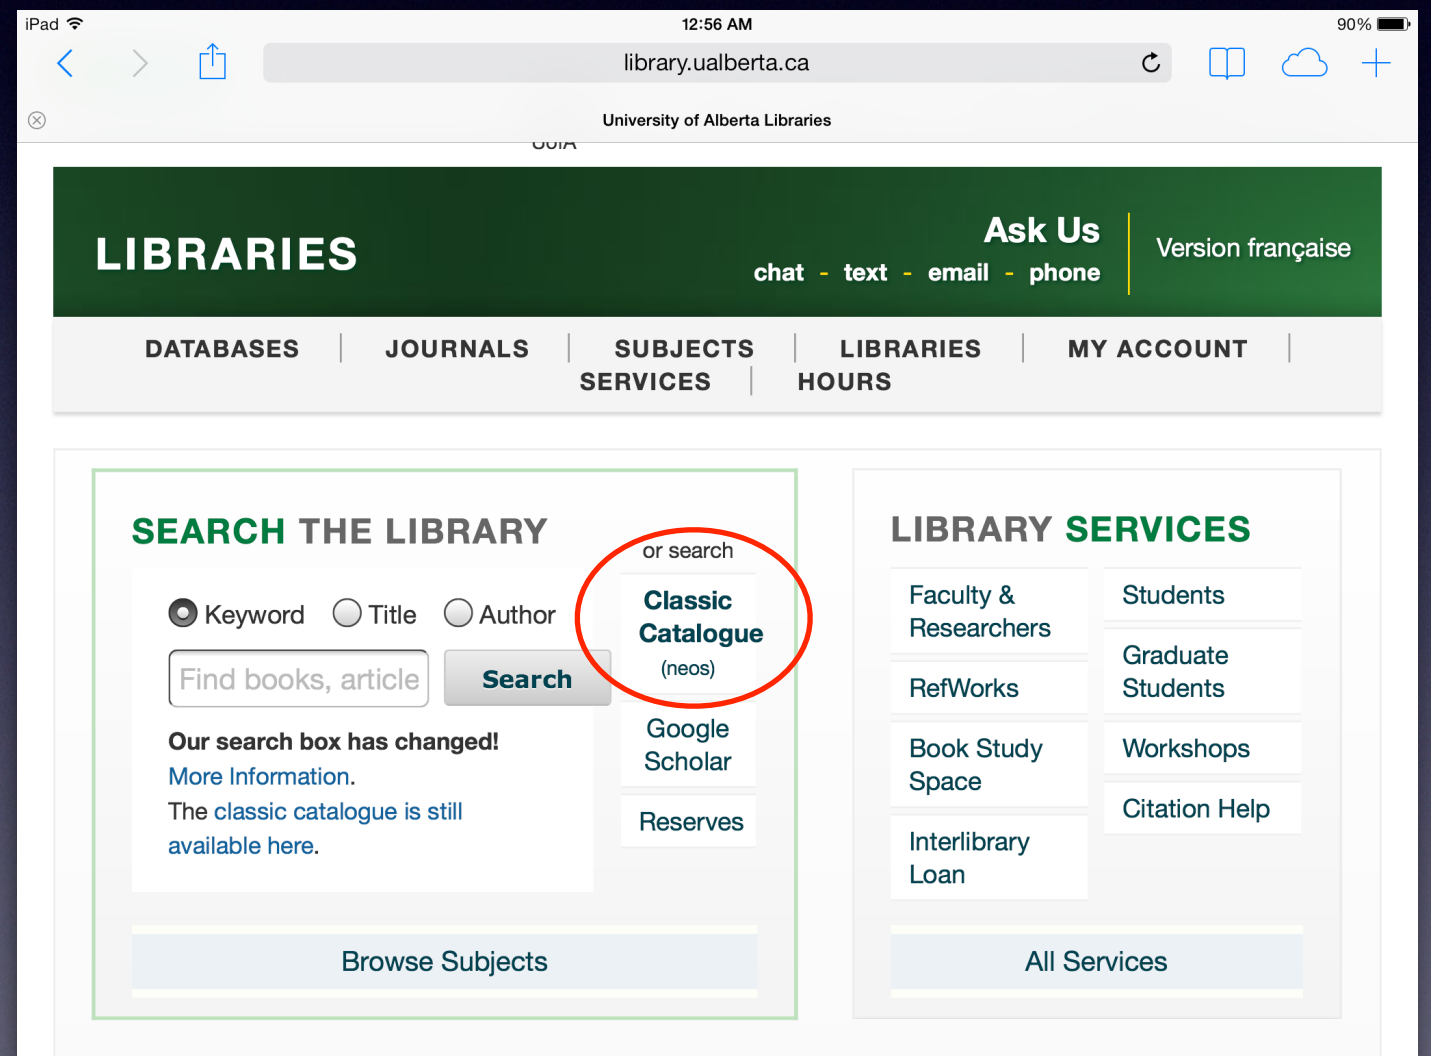 iPad
12:56 AM
90%
library.ualberta.ca
University of Alberta Libraries
LIBRARIES
Ask Us
chat - text - email - phone
Version française
DATABASES | JOURNALS | SUBJECTS | LIBRARIES | MY ACCOUNT |
SERVICES | HOURS
SEARCH THE LIBRARY
Keyword Title Author
Find books, article
Search
Our search box has changed!
More Information.
The classic catalogue is still
available here.
or search
Classic
Catalogue
(neos)
Google
Scholar
Reserves
Browse Subjects
LIBRARY SERVICES
Faculty &
Researchers
RefWorks
Book Study
Space
Interlibrary
Loan
Students
Graduate
Students
Workshops
Citation Help
All Services